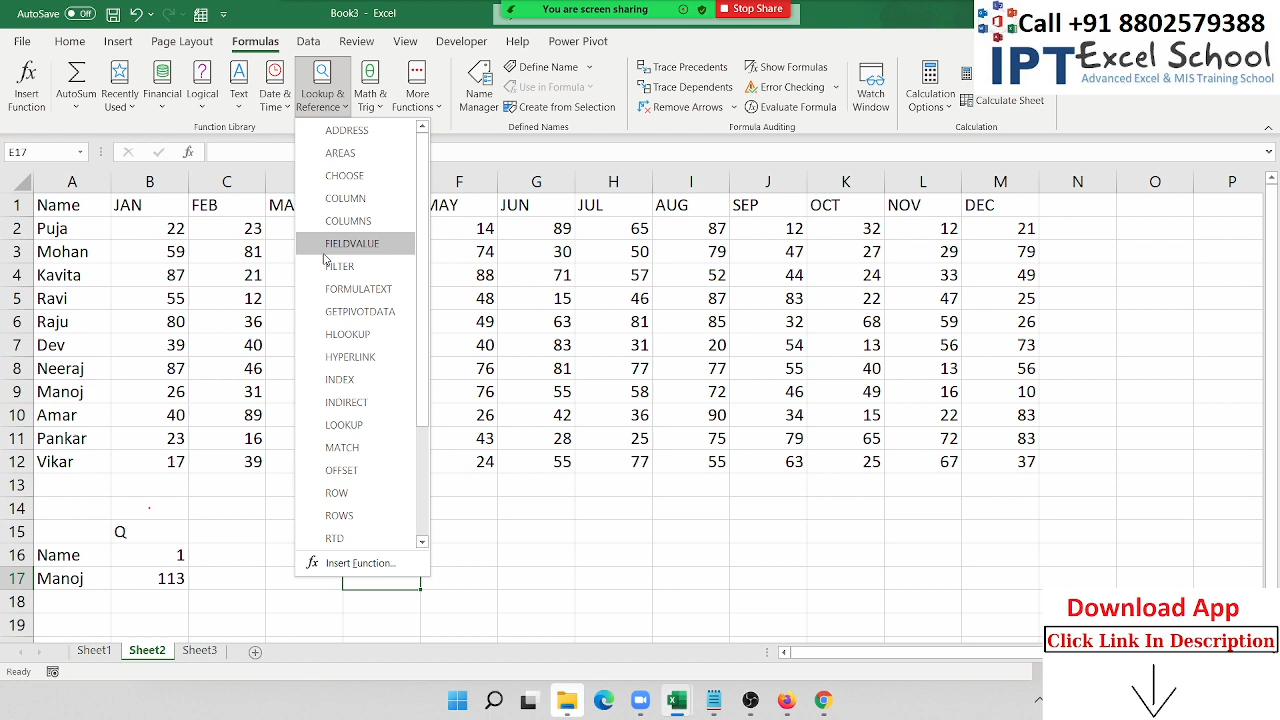 AutoSave Off Book3 - Excel You are screen sharing Stop Share
Call +91 8802579388
IPT Excel School
Advanced Excel & MIS Training School
File Home Insert Page Layout Formulas Data Review View Developer Help Power Pivot
Insert Function
AutoSum
Recently Used
Financial
Logical
Text
Date & Time
Lookup & Reference
Math & Trig
More Functions
Function Library
Name Manager
Define Name
Use in Formula
Create from Selection
Defined Names
Trace Precedents
Trace Dependents
Remove Arrows
Show Formulas
Error Checking
Evaluate Formula
Formula Auditing
Watch Window
Calculation Options
Calculate Sheet
Calculation
E17 fx
ADDRESS
AREAS
CHOOSE
COLUMN
COLUMNS
FIELDVALUE
FILTER
FORMULATEXT
GETPIVOTDATA
HLOOKUP
HYPERLINK
INDEX
INDIRECT
LOOKUP
MATCH
OFFSET
ROW
ROWS
RTD
fx Insert Function...
A B C F G H I J K L M N O P
1 Name JAN FEB MA MAY JUN JUL AUG SEP OCT NOV DEC
2 Puja 22 23 14 89 65 87 12 32 12 21
3 Mohan 59 81 74 30 50 79 47 27 29 79
4 Kavita 87 21 88 71 57 52 44 24 33 49
5 Ravi 55 12 48 15 46 87 83 22 47 25
6 Raju 80 36 49 63 81 85 32 68 59 26
7 Dev 39 40 40 83 31 20 54 13 56 73
8 Neeraj 87 46 76 81 77 77 55 40 13 56
9 Manoj 26 31 76 55 58 72 46 49 16 10
10 Amar 40 89 26 42 36 90 34 15 22 83
11 Pankar 23 16 43 28 25 75 79 65 72 83
12 Vikar 17 39 24 55 77 55 63 25 67 37
13
14
15 Q
16 Name 1
17 Manoj 113
18
19
Download App
Click Link In Description
Sheet1 Sheet2 Sheet3
Ready